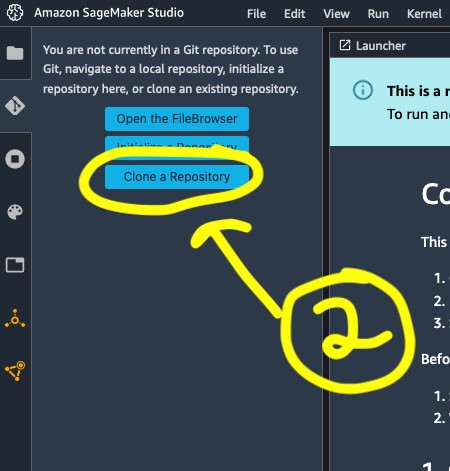 Amazon SageMaker Studio File Edit View Run Kernel
You are not currently in a Git repository. To use
Git, navigate to a local repository, initialize a
repository here, or clone an existing repository.
Open the FileBrowser
Initialize a Repository
Clone a Repository
2
Launcher
This is a
To run
Co
This
1.
2.
3.
Befo
1.
2.
1.